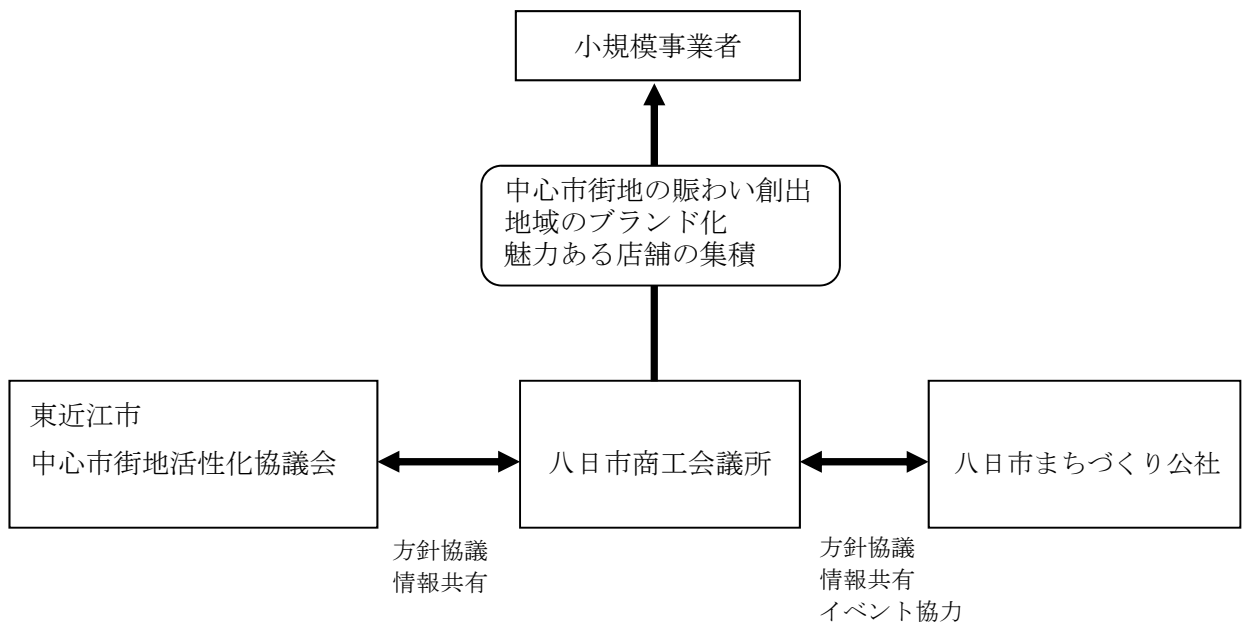 小規模事業者
中心市街地の賑わい創出
地域のブランド化
魅力ある店舗の集積
東近江市
中心市街地活性化協議会
八日市商工会議所
八日市まちづくり公社
方針協議
情報共有
方針協議
情報共有
イベント協力